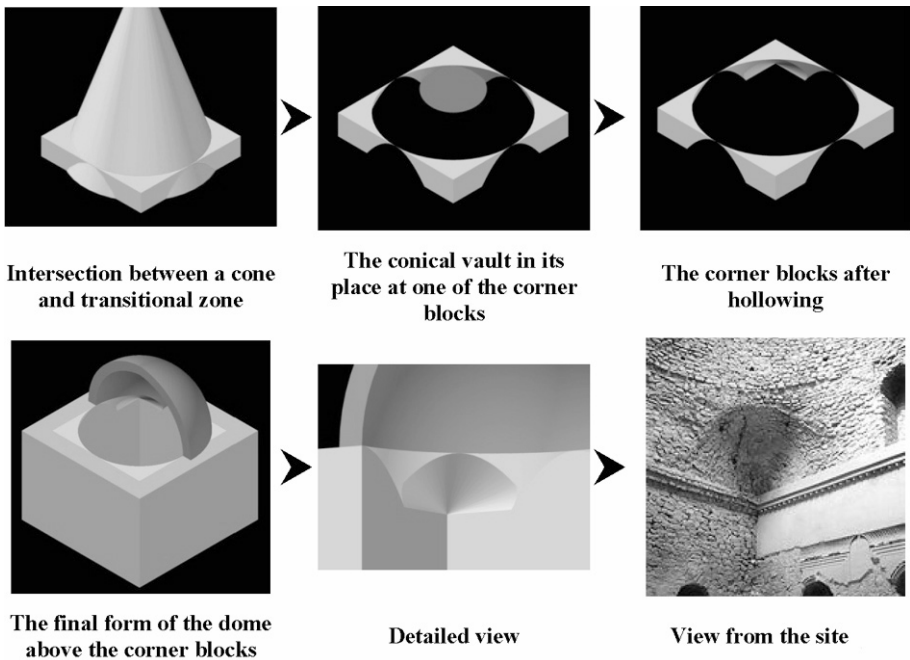 Intersection between a cone
and transitional zone
The conical vault in its
place at one of the corner
blocks
The corner blocks after
hollowing
The final form of the dome
above the corner blocks
Detailed view
View from the site